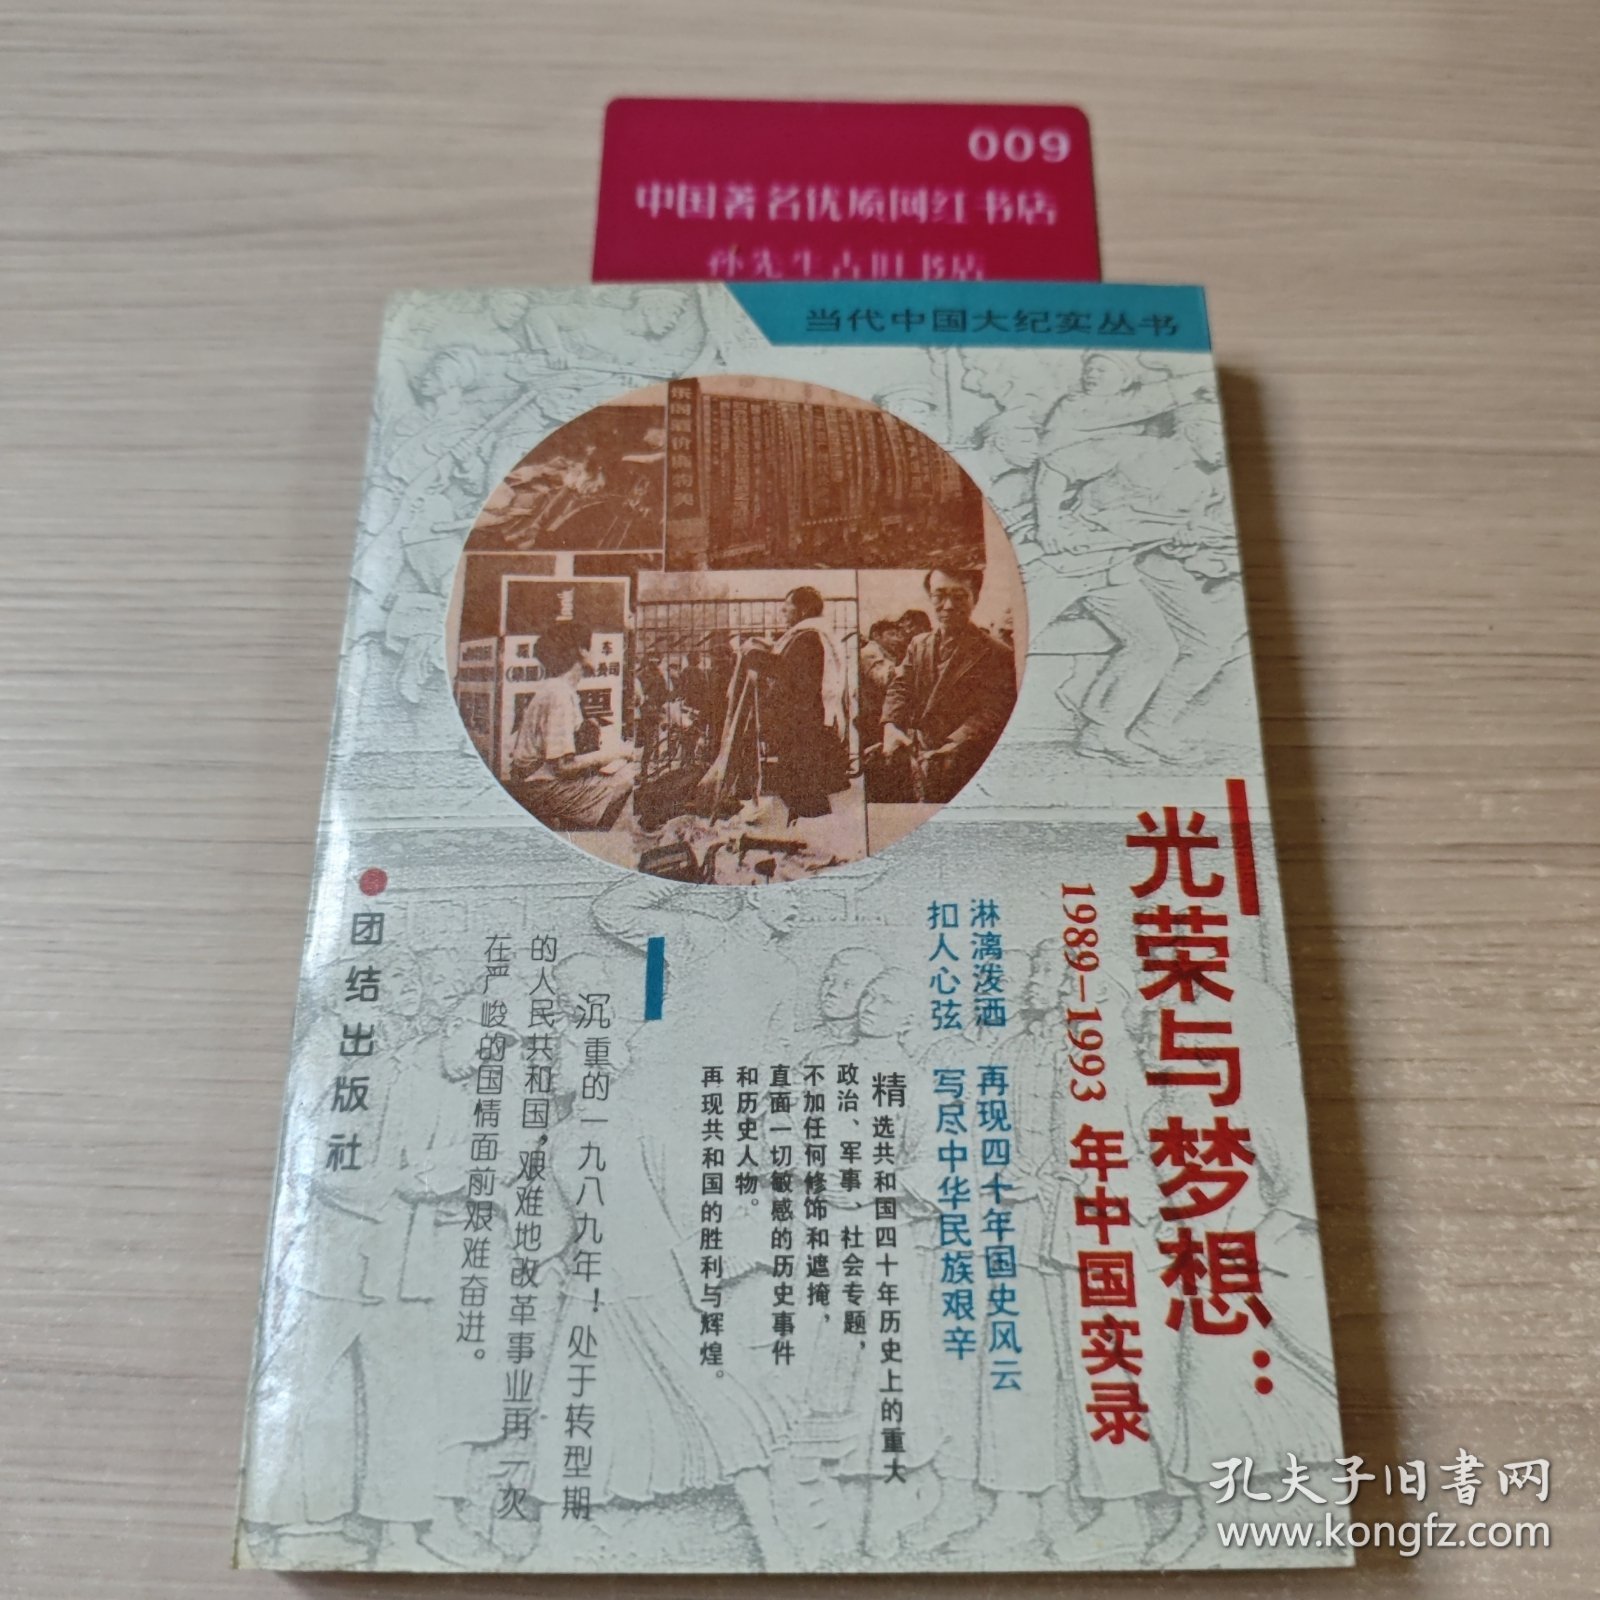 009
中国著名优质网红书店
孙先生古旧书店
当代中国大纪实丛书
光荣与梦想：
1989-1993 年中国实录
淋漓泼洒 再现四十年国史风云
扣人心弦 写尽中华民族艰辛
精选共和国四十年历史上的重大
政治、军事、社会专题，
不加任何修饰和遮掩，
直面一切敏感的历史事件
和历史人物。
再现共和国的胜利与辉煌。
沉重的一九八九年！处于转型期
的人民共和国，艰难地改革事业再一次
在严峻的国情面前艰难奋进。
团结出版社
车
票
孔夫子旧书网
www.kongfz.com